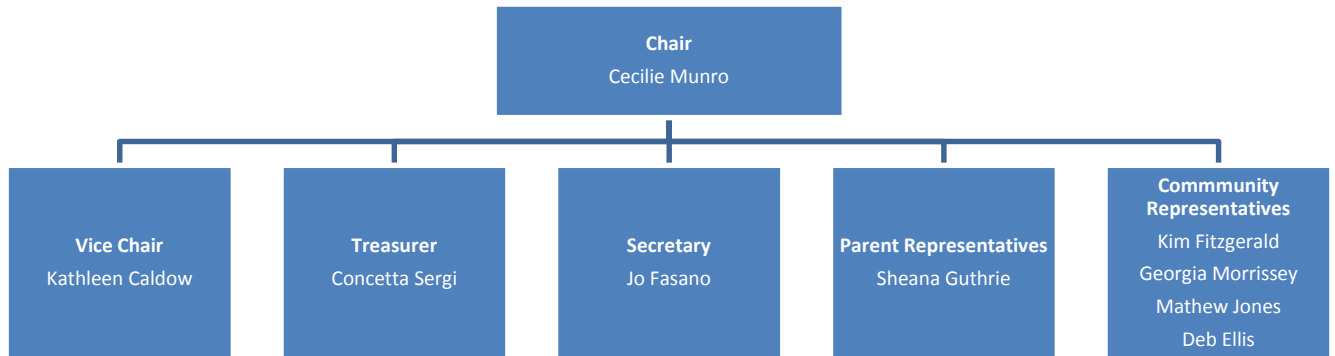 Chair
Cecilie Munro
Vice Chair
Kathleen Caldow
Treasurer
Concetta Sergi
Secretary
Jo Fasano
Parent Representatives
Sheana Guthrie
Commmunity
Representatives
Kim Fitzgerald
Georgia Morrissey
Mathew Jones
Deb Ellis